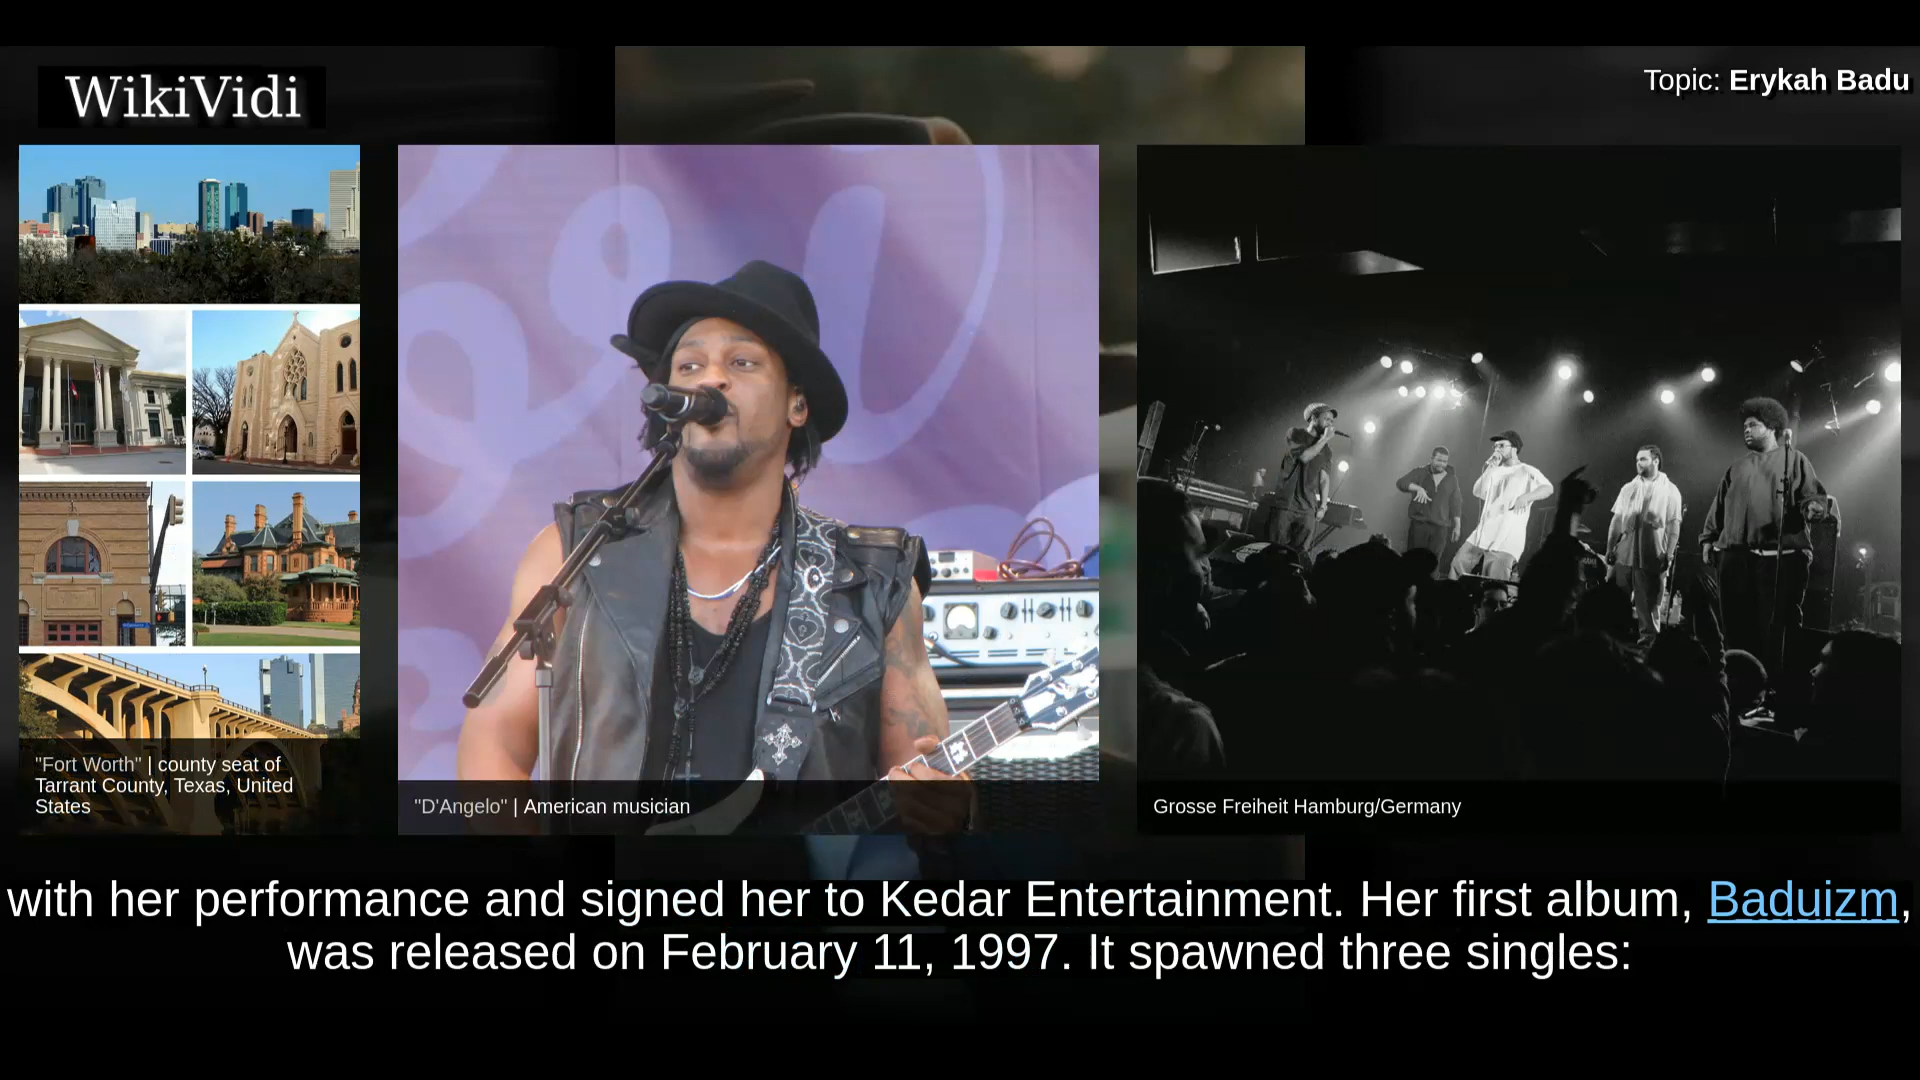 WikiVidi
Topic: Erykah Badu
"Fort Worth" | county seat of
Tarrant County, Texas, United
States
"D'Angelo" | American musician
Grosse Freiheit Hamburg/Germany
with her performance and signed her to Kedar Entertainment. Her first album, Baduizm,
was released on February 11, 1997. It spawned three singles: